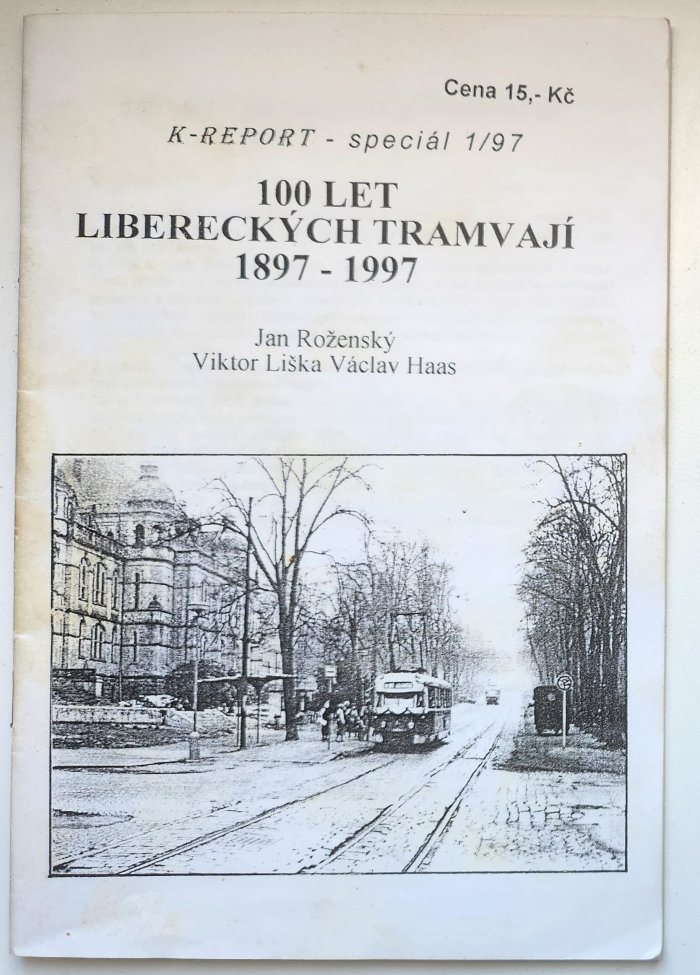 Cena 15,- Kč
K-REPORT - speciál 1/97
100 LET
LIBERECKÝCH TRAMVAJÍ
1897 - 1997
Jan Roženský
Viktor Liška Václav Haas